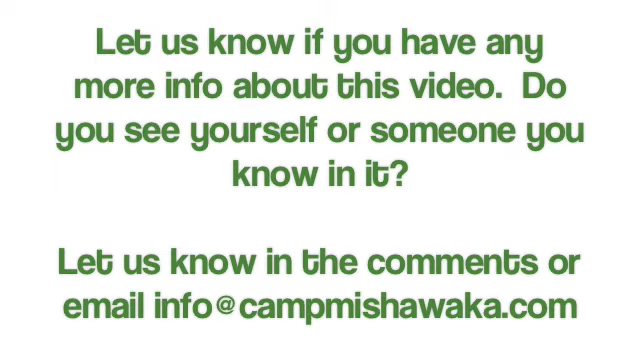 Let us know if you have any
more info about this video.  Do
you see yourself or someone you
know in it?
Let us know in the comments or
email info@campmishawaka.com